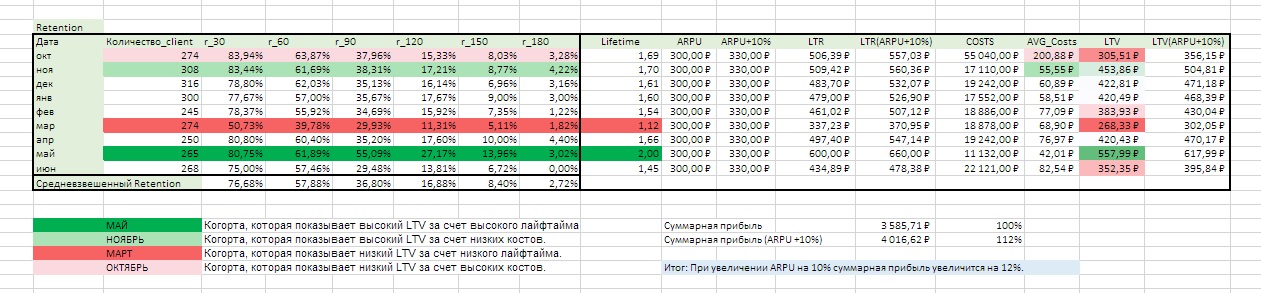 Retention
Дата Количество_client r_30 r_60 r_90 r_120 r_150 r_180 Lifetime ARPU ARPU+10% LTR LTR(ARPU+10%) COSTS AVG_Costs LTV LTV(ARPU+10%)
окт 274 83,94% 63,87% 37,96% 15,33% 8,03% 3,28% 1,69 300,00 ₽ 330,00 ₽ 506,39 ₽ 557,03 ₽ 55 040,00 ₽ 200,88 ₽ 305,51 ₽ 356,15 ₽
ноя 308 83,44% 61,69% 38,31% 17,21% 8,77% 4,22% 1,70 300,00 ₽ 330,00 ₽ 509,42 ₽ 560,36 ₽ 17 110,00 ₽ 55,55 ₽ 453,86 ₽ 504,81 ₽
дек 316 78,80% 62,03% 35,13% 16,14% 6,96% 3,16% 1,61 300,00 ₽ 330,00 ₽ 483,70 ₽ 532,07 ₽ 19 242,00 ₽ 60,89 ₽ 422,81 ₽ 471,18 ₽
янв 300 77,67% 57,00% 35,67% 17,67% 9,00% 3,00% 1,60 300,00 ₽ 330,00 ₽ 479,00 ₽ 526,90 ₽ 17 552,00 ₽ 58,51 ₽ 420,49 ₽ 468,39 ₽
фев 245 78,37% 55,92% 34,69% 15,92% 7,35% 1,22% 1,54 300,00 ₽ 330,00 ₽ 461,02 ₽ 507,12 ₽ 18 886,00 ₽ 77,09 ₽ 383,93 ₽ 430,04 ₽
мар 274 50,73% 39,78% 29,93% 11,31% 5,11% 1,82% 1,12 300,00 ₽ 330,00 ₽ 337,23 ₽ 370,95 ₽ 18 878,00 ₽ 68,90 ₽ 268,33 ₽ 302,05 ₽
апр 250 80,80% 60,40% 35,20% 17,60% 10,00% 4,40% 1,66 300,00 ₽ 330,00 ₽ 497,40 ₽ 547,14 ₽ 19 242,00 ₽ 76,97 ₽ 420,43 ₽ 470,17 ₽
май 265 80,75% 61,89% 55,09% 27,17% 13,96% 3,02% 2,00 300,00 ₽ 330,00 ₽ 600,00 ₽ 660,00 ₽ 11 132,00 ₽ 42,01 ₽ 557,99 ₽ 617,99 ₽
июн 268 75,00% 57,46% 29,48% 13,81% 6,72% 0,00% 1,45 300,00 ₽ 330,00 ₽ 434,89 ₽ 478,38 ₽ 22 121,00 ₽ 82,54 ₽ 352,35 ₽ 395,84 ₽
Средневзвешенный Retention 76,68% 57,88% 36,80% 16,88% 8,40% 2,72%
МАЙ Когорта, которая показывает высокий LTV за счет высокого лайфтайма Суммарная прибыль 3 585,71 ₽ 100%
НОЯБРЬ Когорта, которая показывает высокий LTV за счет низких костов. Суммарная прибыль (ARPU +10%) 4 016,62 ₽ 112%
МАРТ Когорта, которая показывает низкий LTV за счет низкого лайфтайма.
ОКТЯБРЬ Когорта, которая показывает низкий LTV за счет высоких костов. Итог: При увеличении ARPU на 10% суммарная прибыль увеличится на 12%.